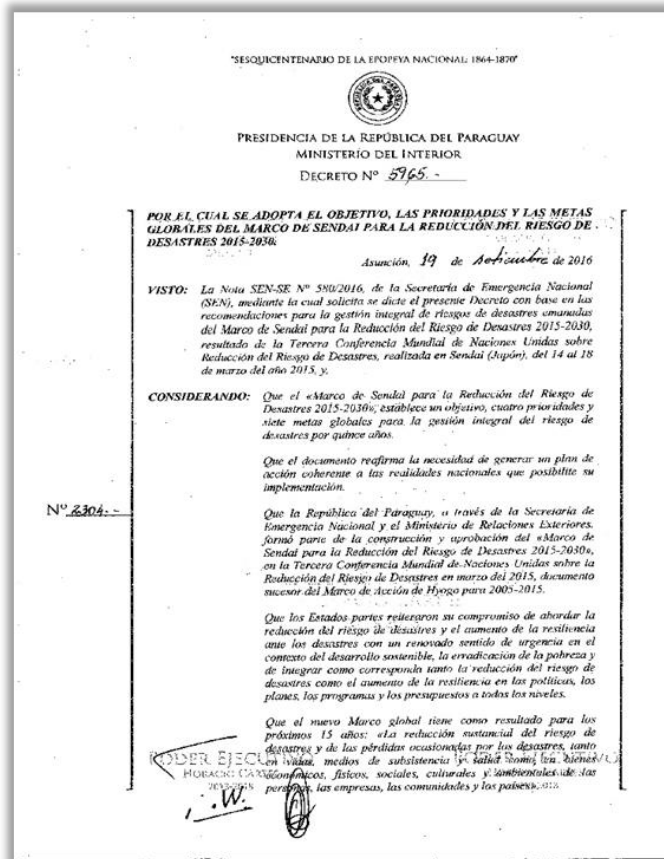 "SESQUICENTENARIO DE LA EPOPEYA NACIONAL: 1864-1870"
PRESIDENCIA DE LA REPÚBLICA DEL PARAGUAY
MINISTERIO DEL INTERIOR
DECRETO Nº 5965.-
POR EL CUAL SE ADOPTA EL OBJETIVO, LAS PRIORIDADES Y LAS METAS
GLOBALES DEL MARCO DE SENDAI PARA LA REDUCCIÓN DEL RIESGO DE
DESASTRES 2015-2030.
Asunción, 19 de setiembre de 2016
VISTO: La Nota SEN-SE Nº 580/2016, de la Secretaría de Emergencia Nacional
(SEN), mediante la cual solicita se dicte el presente Decreto con base en las
recomendaciones para la gestión integral de riesgos de desastres emanadas
del Marco de Sendai para la Reducción del Riesgo de Desastres 2015-2030,
resultado de la Tercera Conferencia Mundial de Naciones Unidas sobre
Reducción del Riesgo de Desastres, realizada en Sendai (Japón), del 14 al 18
de marzo del año 2015, y,
CONSIDERANDO: Que el «Marco de Sendai para la Reducción del Riesgo de
Desastres 2015-2030», establece un objetivo, cuatro prioridades y
siete metas globales para la gestión integral del riesgo de
desastres por quince años.
Que el documento reafirma la necesidad de generar un plan de
acción coherente a las realidades nacionales que posibilite su
implementación.
Nº 2304.-
Que la República del Paraguay, a través de la Secretaría de
Emergencia Nacional y el Ministerio de Relaciones Exteriores,
formó parte de la construcción y aprobación del «Marco de
Sendai para la Reducción del Riesgo de Desastres 2015-2030»,
en la Tercera Conferencia Mundial de Naciones Unidas sobre la
Reducción del Riesgo de Desastres en marzo del 2015, documento
sucesor del Marco de Acción de Hyogo para 2005-2015.
Que los Estados partes reiteraron su compromiso de abordar la
reducción del riesgo de desastres y el aumento de la resiliencia
ante los desastres con un renovado sentido de urgencia en el
contexto del desarrollo sostenible, la erradicación de la pobreza y
de integrar como corresponda tanto la reducción del riesgo de
desastres como el aumento de la resiliencia en las políticas, los
planes, los programas y los presupuestos a todos los niveles.
Que el nuevo Marco global tiene como resultado para los
próximos 15 años: «La reducción sustancial del riesgo de
desastres y de las pérdidas ocasionadas por los desastres, tanto
en vidas, medios de subsistencia y salud como en bienes
económicos, físicos, sociales, culturales y ambientales de las
personas, las empresas, las comunidades y los países».
PODER EJECUTIVO
HORACIO CARTES
2013-2018